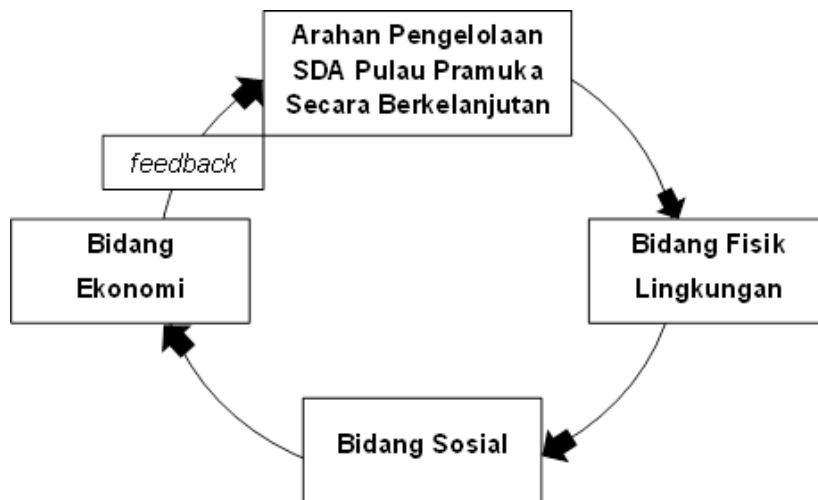 Arahan Pengelolaan
SDA Pulau Pramuka
Secara Berkelanjutan
feedback
Bidang
Ekonomi
Bidang Fisik
Lingkungan
Bidang Sosial